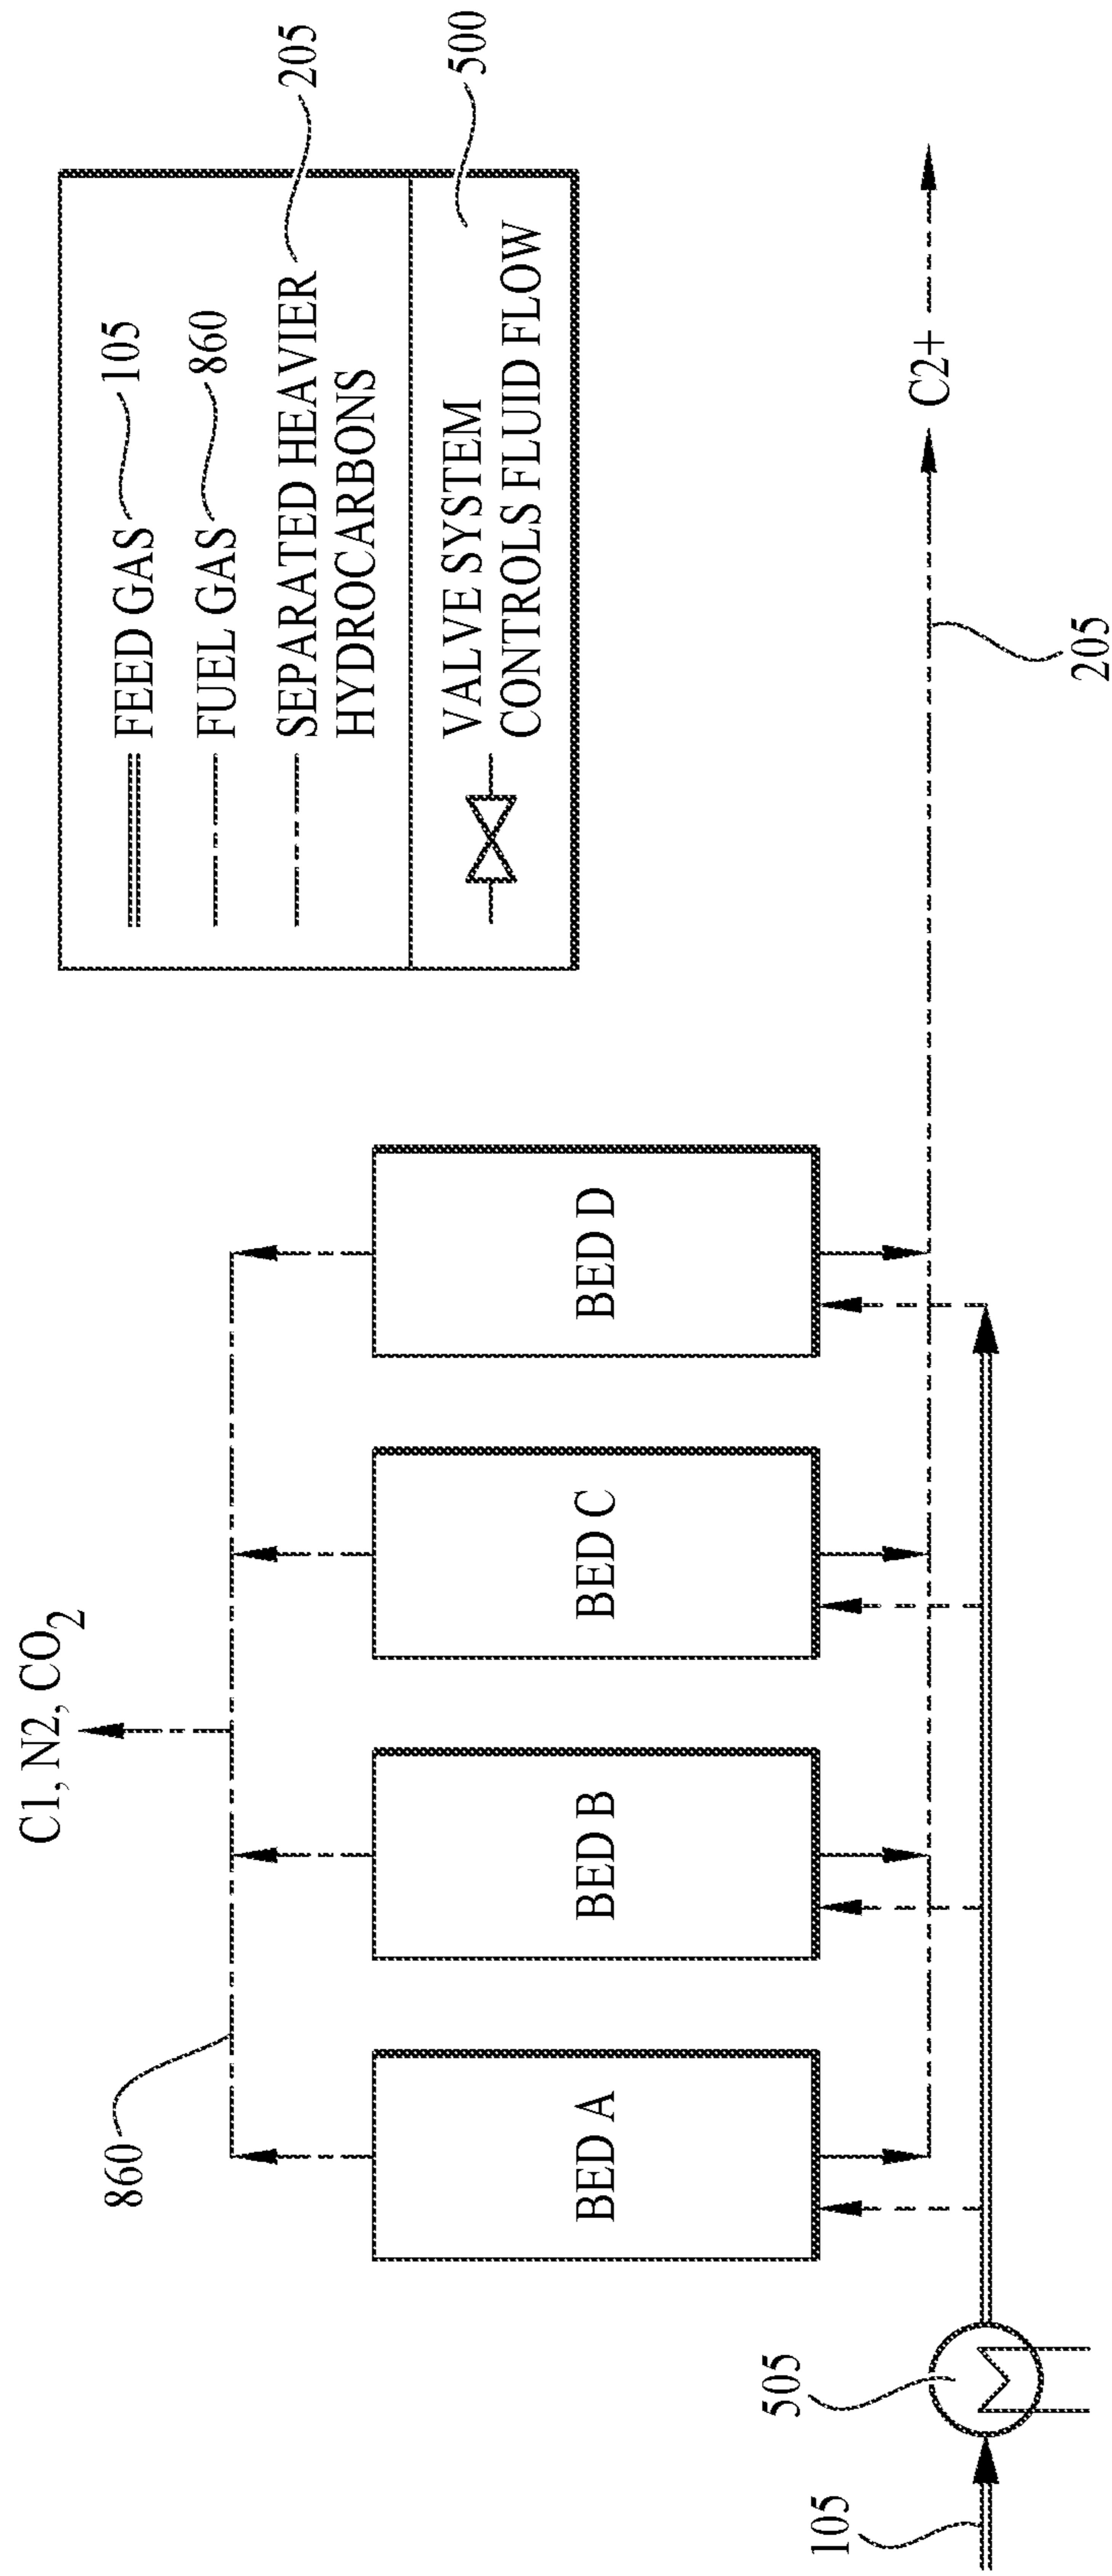 C1, N2, CO2
860
BED A
BED B
BED C
BED D
105
505
205
C2+
FEED GAS 105
FUEL GAS 860
SEPARATED HEAVIER 205
HYDROCARBONS
VALVE SYSTEM 500
CONTROLS FLUID FLOW